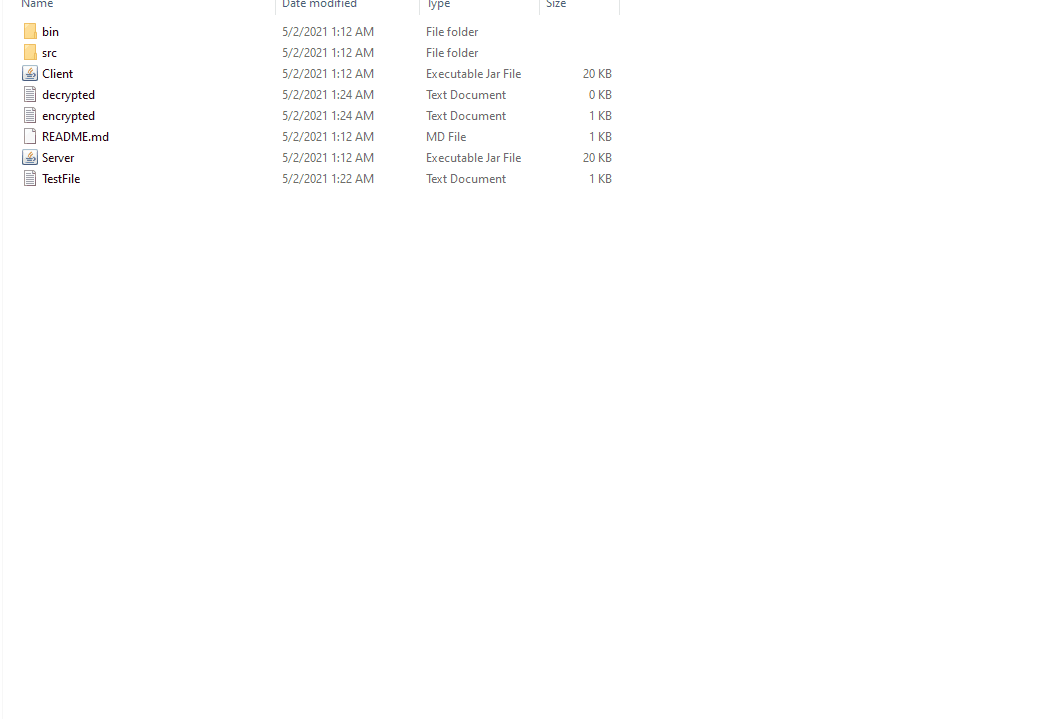 Name Date modified Type Size
bin 5/2/2021 1:12 AM File folder
src 5/2/2021 1:12 AM File folder
Client 5/2/2021 1:12 AM Executable Jar File 20 KB
decrypted 5/2/2021 1:24 AM Text Document 0 KB
encrypted 5/2/2021 1:24 AM Text Document 1 KB
README.md 5/2/2021 1:12 AM MD File 1 KB
Server 5/2/2021 1:12 AM Executable Jar File 20 KB
TestFile 5/2/2021 1:22 AM Text Document 1 KB